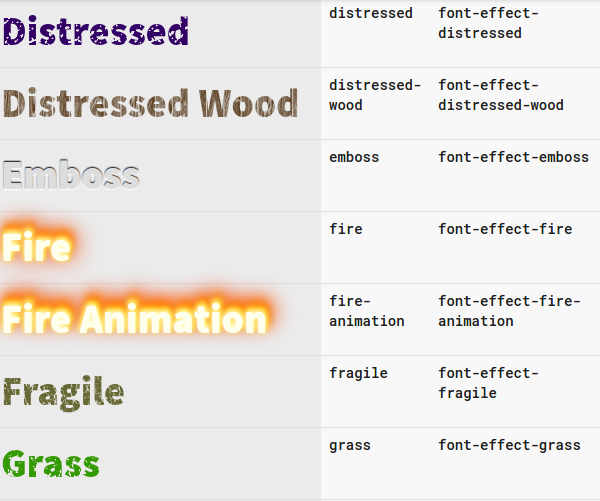 Distressed
distressed
font-effect-
distressed
Distressed Wood
distressed-
wood
font-effect-
distressed-wood
Emboss
emboss
font-effect-emboss
Fire
fire
font-effect-fire
Fire Animation
fire-
animation
font-effect-fire-
animation
Fragile
fragile
font-effect-
fragile
Grass
grass
font-effect-grass